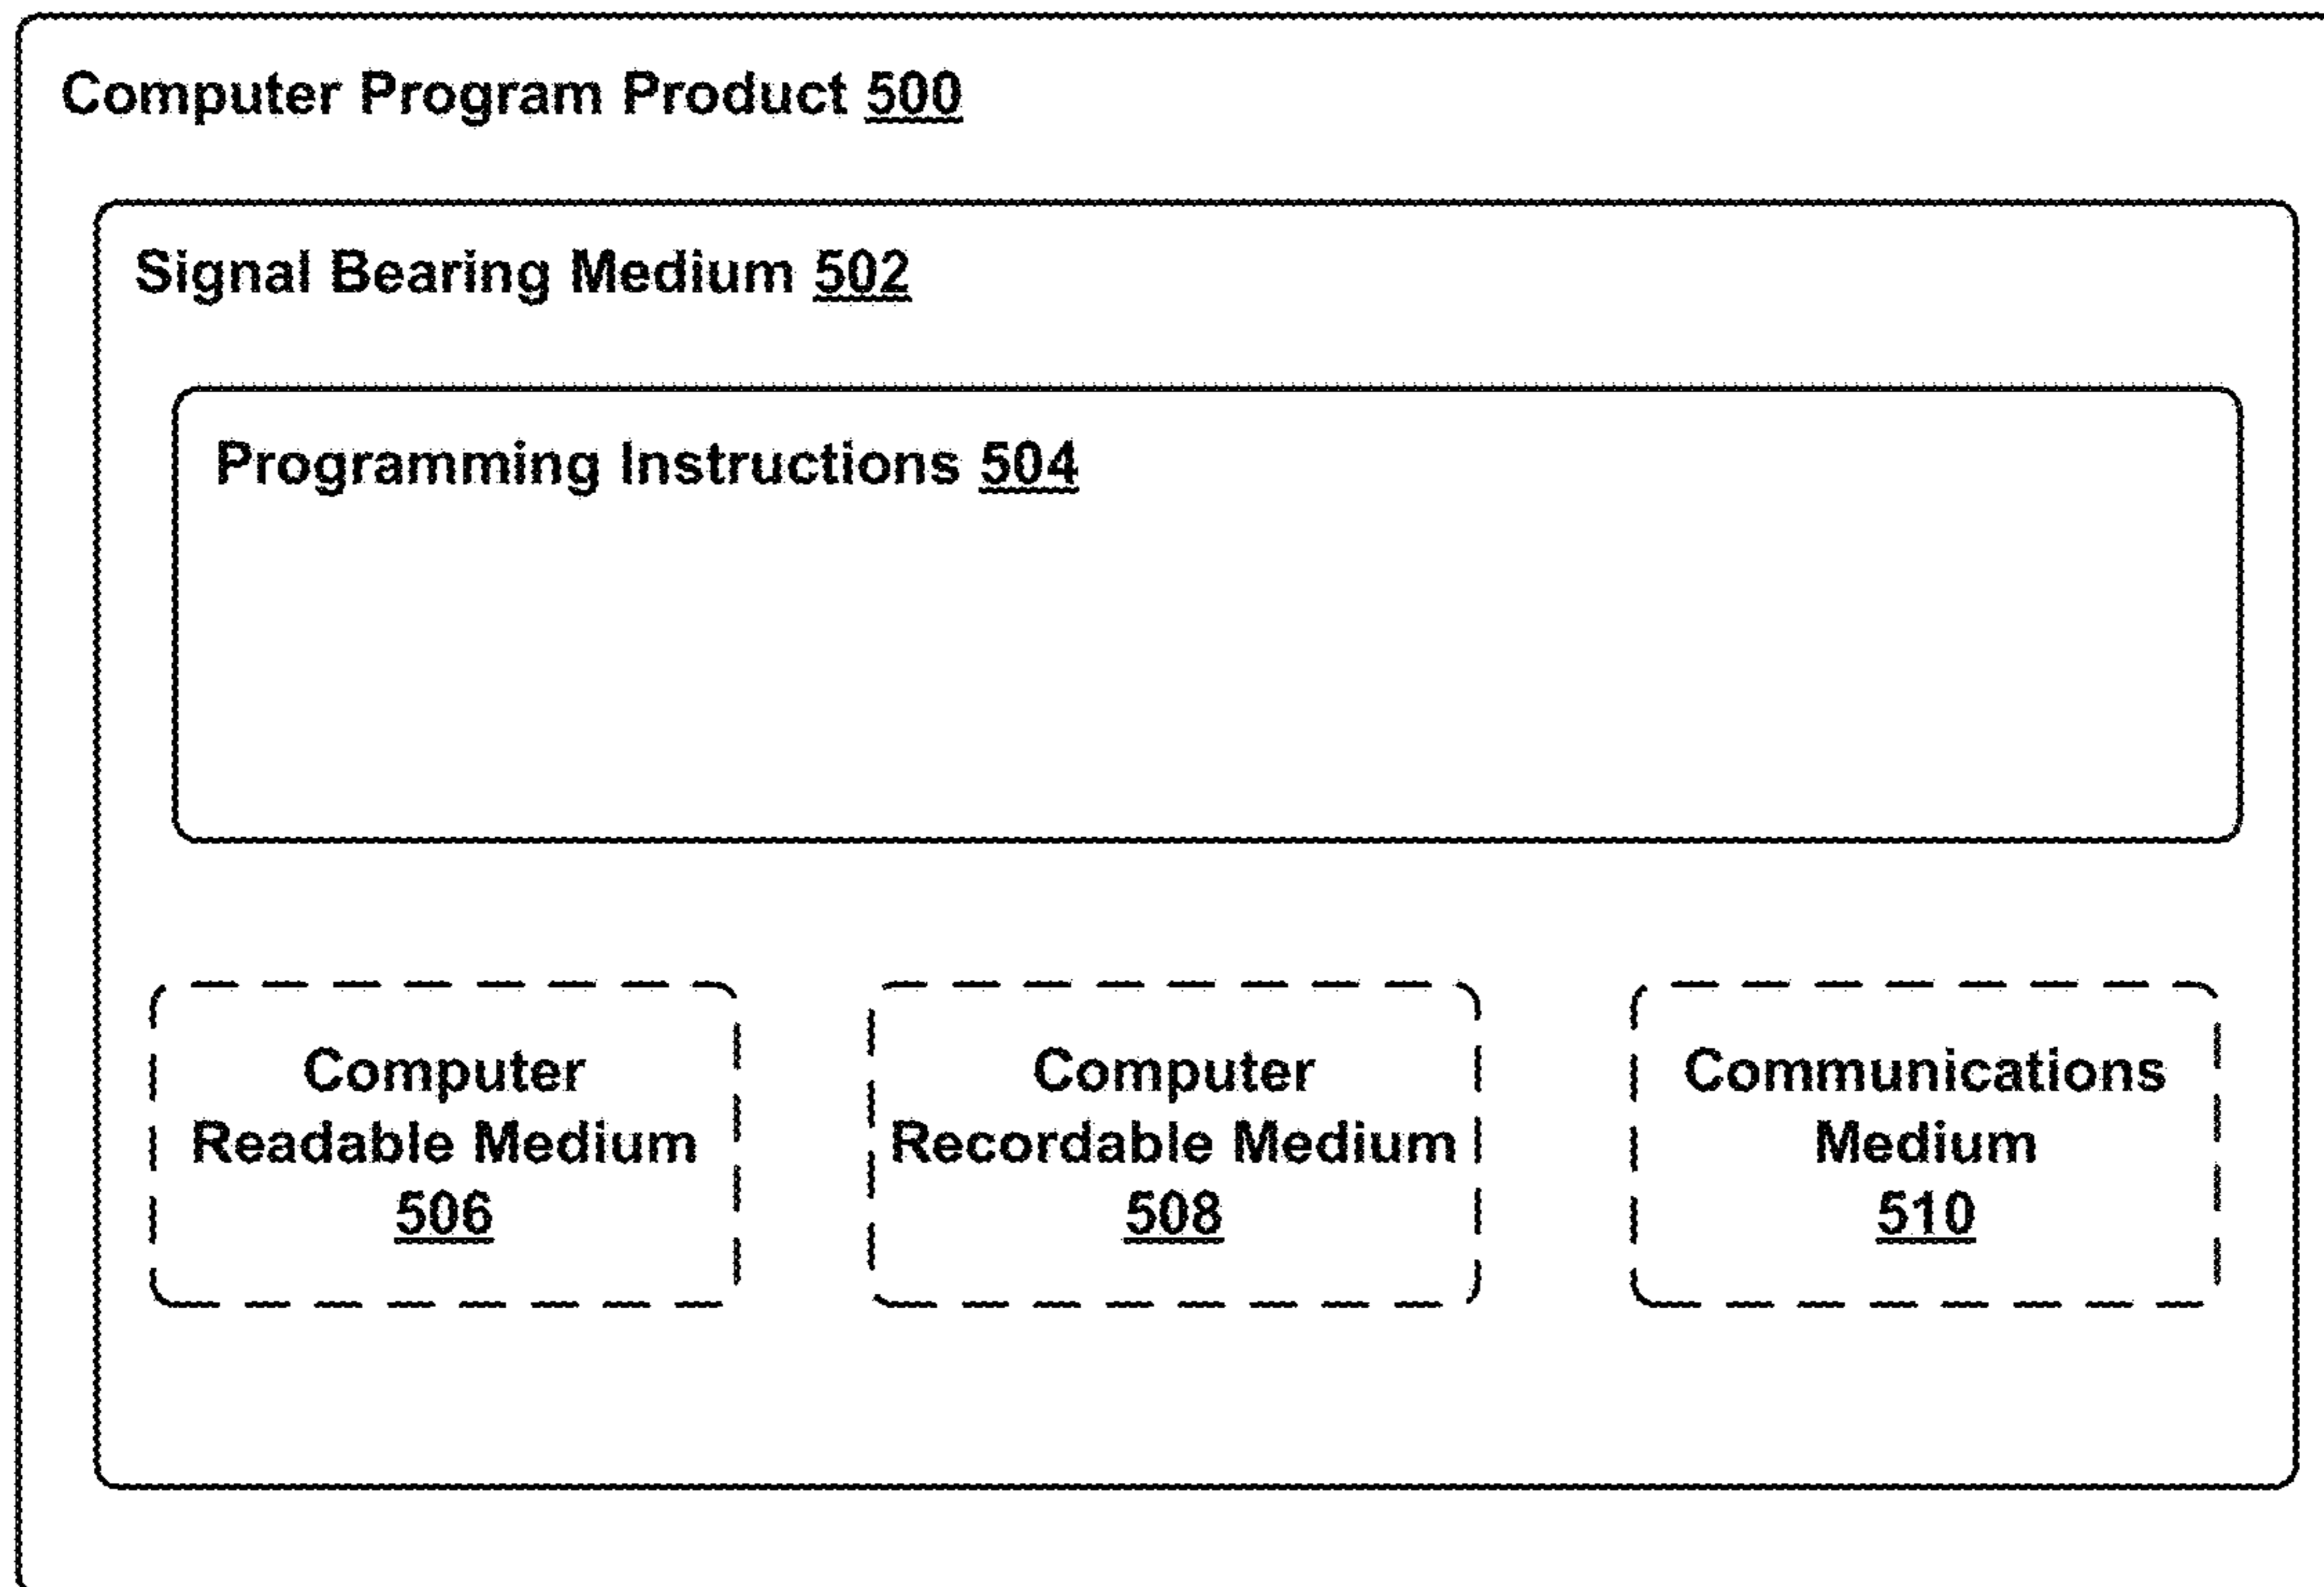 Computer Program Product 500
Signal Bearing Medium 502
Programming Instructions 504
Computer
Readable Medium
506
Computer
Recordable Medium
508
Communications
Medium
510